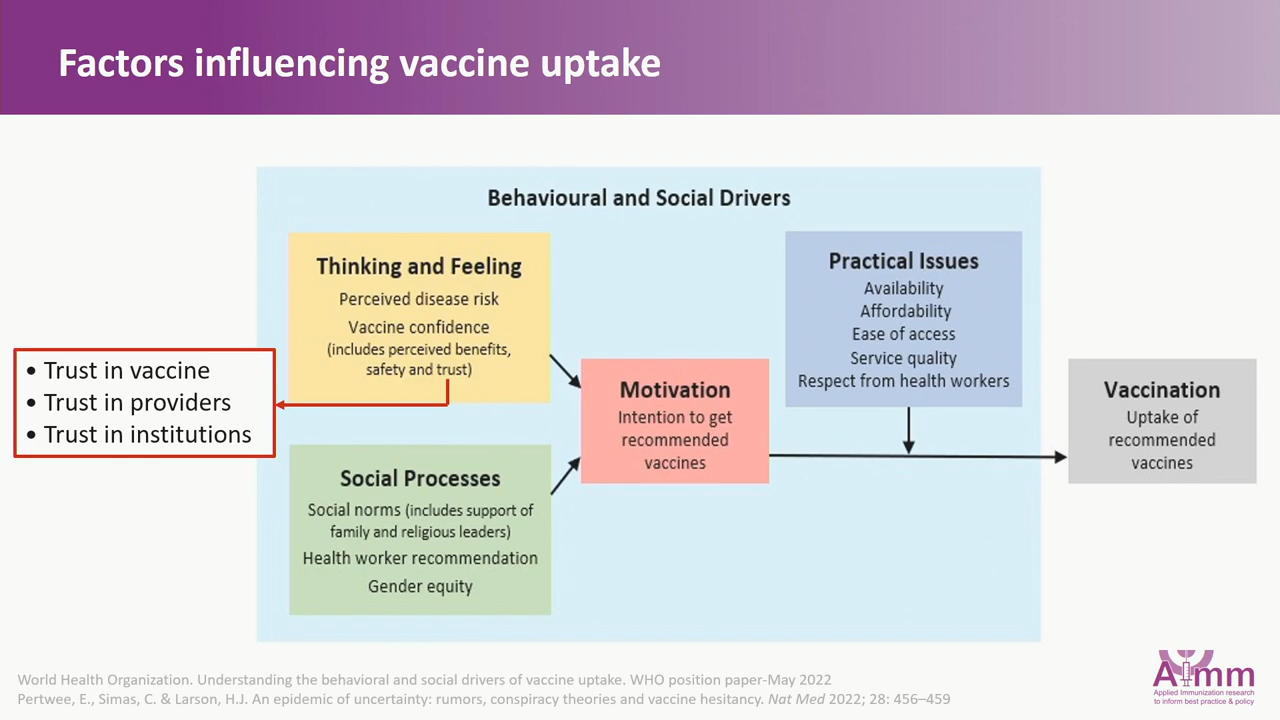 Factors influencing vaccine uptake
Behavioural and Social Drivers
Thinking and Feeling
Perceived disease risk
Vaccine confidence
(includes perceived benefits,
safety and trust)
• Trust in vaccine
• Trust in providers
• Trust in institutions
Social Processes
Social norms (includes support of
family and religious leaders)
Health worker recommendation
Gender equity
Motivation
Intention to get
recommended
vaccines
Practical Issues
Availability
Affordability
Ease of access
Service quality
Respect from health workers
Vaccination
Uptake of
recommended
vaccines
World Health Organization. Understanding the behavioral and social drivers of vaccine uptake. WHO position paper-May 2022
Pertwee, E., Simas, C. & Larson, H.J. An epidemic of uncertainty: rumors, conspiracy theories and vaccine hesitancy. Nat Med 2022; 28: 456–459
AImm
Applied Immunization research
to inform best practice & policy